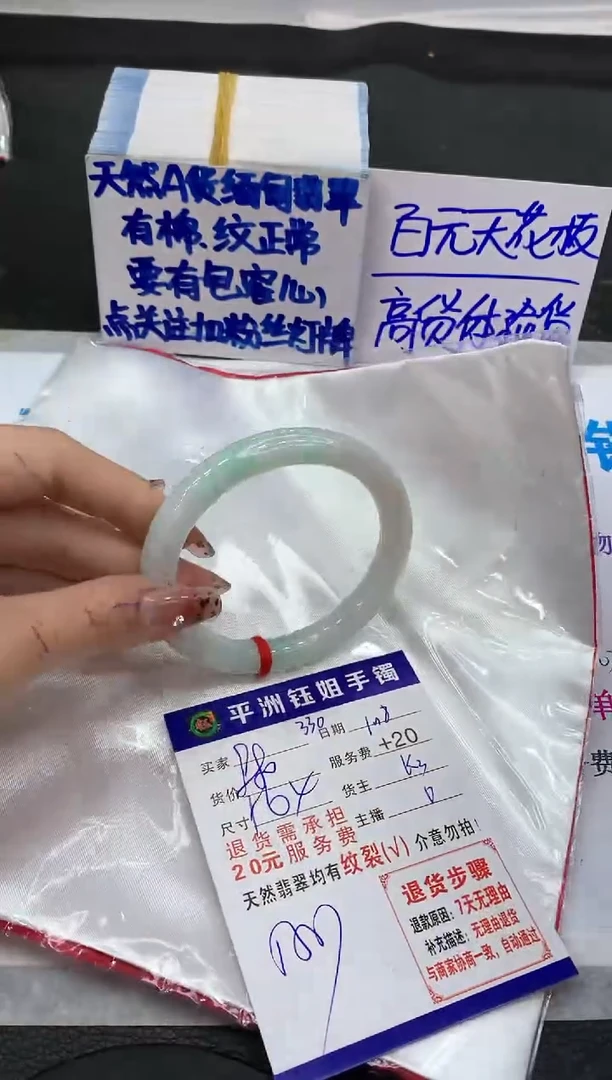 天然A货缅甸翡翠
有棉、纹正常
要有包容心
点关注加粉丝灯牌
百元天花板
高货体验货
平洲钰姐手镯
330
买家
日期
货价
服务费 +20
尺寸
货主
主播
退货需承担
20元服务费
天然翡翠均有纹裂(√)介意勿拍!
退货步骤
退款原因:7天无理由
补充描述:无理由退货
与商家协商一致,自动通过
费